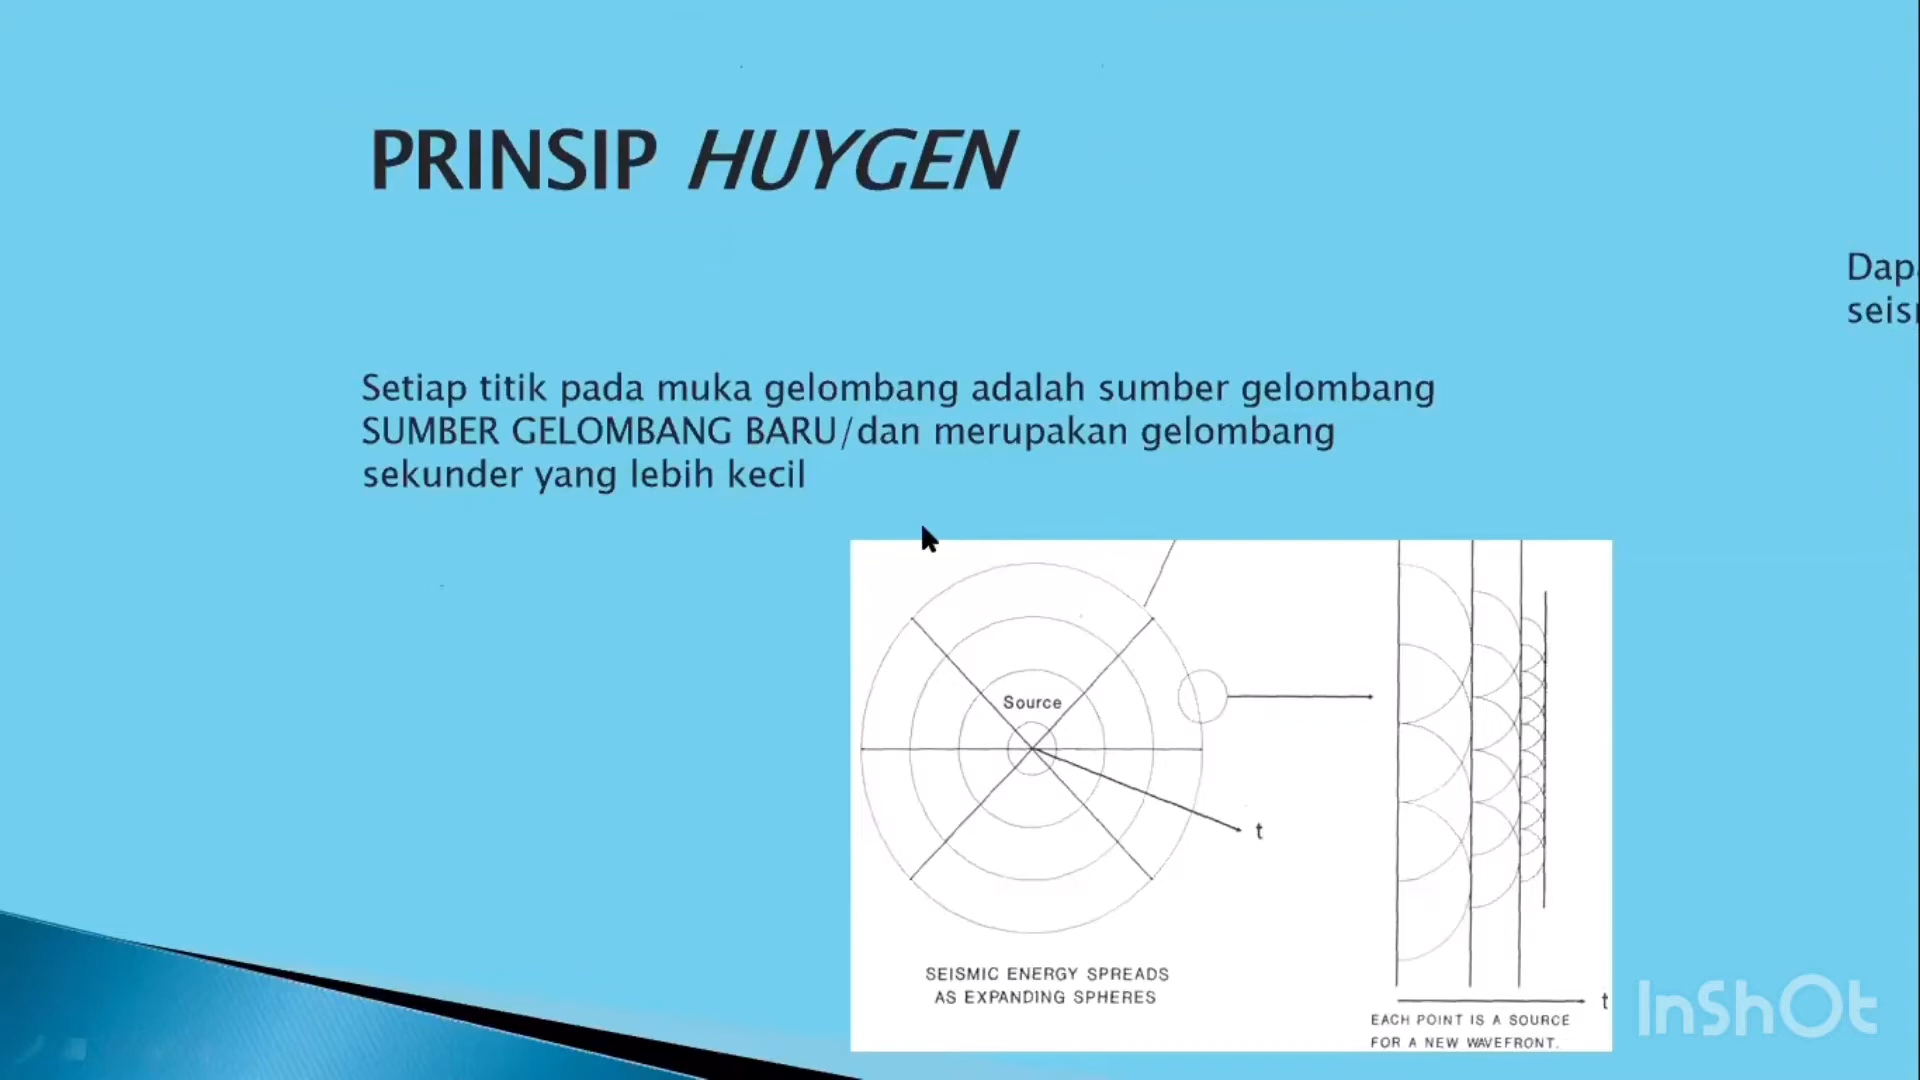 PRINSIP HUYGEN
Setiap titik pada muka gelombang adalah sumber gelombang
SUMBER GELOMBANG BARU/dan merupakan gelombang
sekunder yang lebih kecil
Source
t
SEISMIC ENERGY SPREADS
AS EXPANDING SPHERES
t
EACH POINT IS A SOURCE
FOR A NEW WAVEFRONT.
InShOt